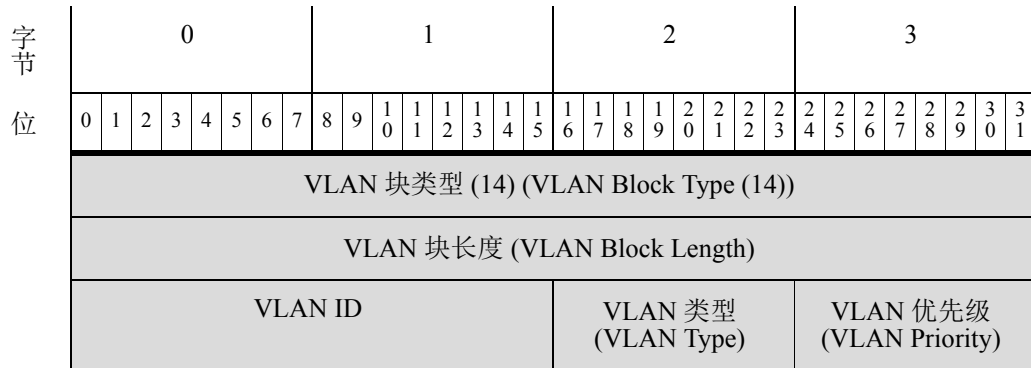 字节 0 1 2 3
位 0 1 2 3 4 5 6 7 8 9 10 11 12 13 14 15 16 17 18 19 20 21 22 23 24 25 26 27 28 29 30 31
VLAN 块类型 (14) (VLAN Block Type (14))
VLAN 块长度 (VLAN Block Length)
VLAN ID
VLAN 类型
(VLAN Type)
VLAN 优先级
(VLAN Priority)